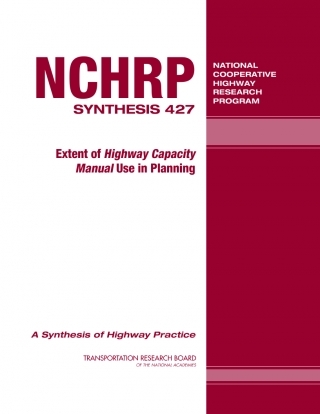 NCHRP
SYNTHESIS 427
NATIONAL
COOPERATIVE
HIGHWAY
RESEARCH
PROGRAM
Extent of Highway Capacity
Manual Use in Planning
A Synthesis of Highway Practice
TRANSPORTATION RESEARCH BOARD
OF THE NATIONAL ACADEMIES